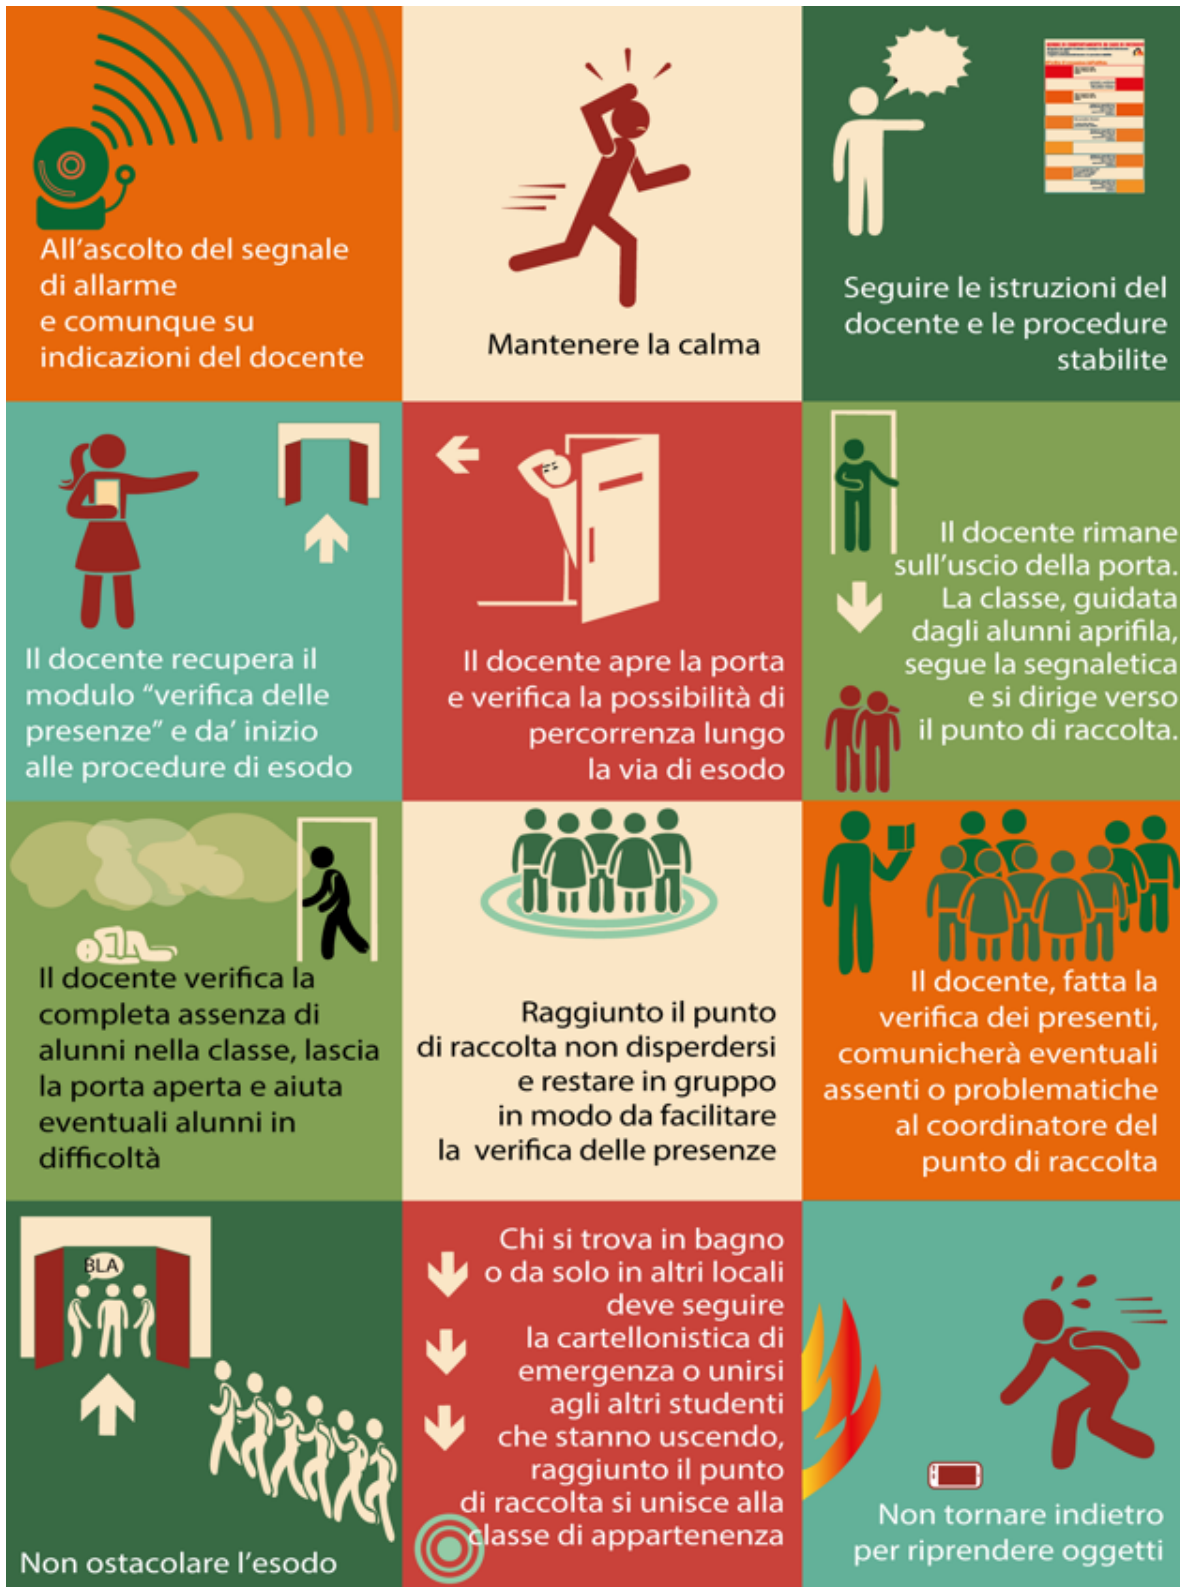 All'ascolto del segnale
di allarme
e comunque su
indicazioni del docente
Mantenere la calma
Seguire le istruzioni del
docente e le procedure
stabilite
Il docente recupera il
modulo “verifica delle
presenze” e da’ inizio
alle procedure di esodo
Il docente apre la porta
e verifica la possibilità di
percorrenza lungo
la via di esodo
Il docente rimane
sull'uscio della porta.
La classe, guidata
dagli alunni aprifila,
segue la segnaletica
e si dirige verso
il punto di raccolta.
Il docente verifica la
completa assenza di
alunni nella classe, lascia
la porta aperta e aiuta
eventuali alunni in
difficoltà
Raggiunto il punto
di raccolta non disperdersi
e restare in gruppo
in modo da facilitare
la verifica delle presenze
Il docente, fatta la
verifica dei presenti,
comunicherà eventuali
assenti o problematiche
al coordinatore del
punto di raccolta
BLA
Non ostacolare l'esodo
Chi si trova in bagno
o da solo in altri locali
deve seguire
la cartellonistica di
emergenza o unirsi
agli altri studenti
che stanno uscendo,
raggiunto il punto
di raccolta si unisce alla
classe di appartenenza
Non tornare indietro
per riprendere oggetti